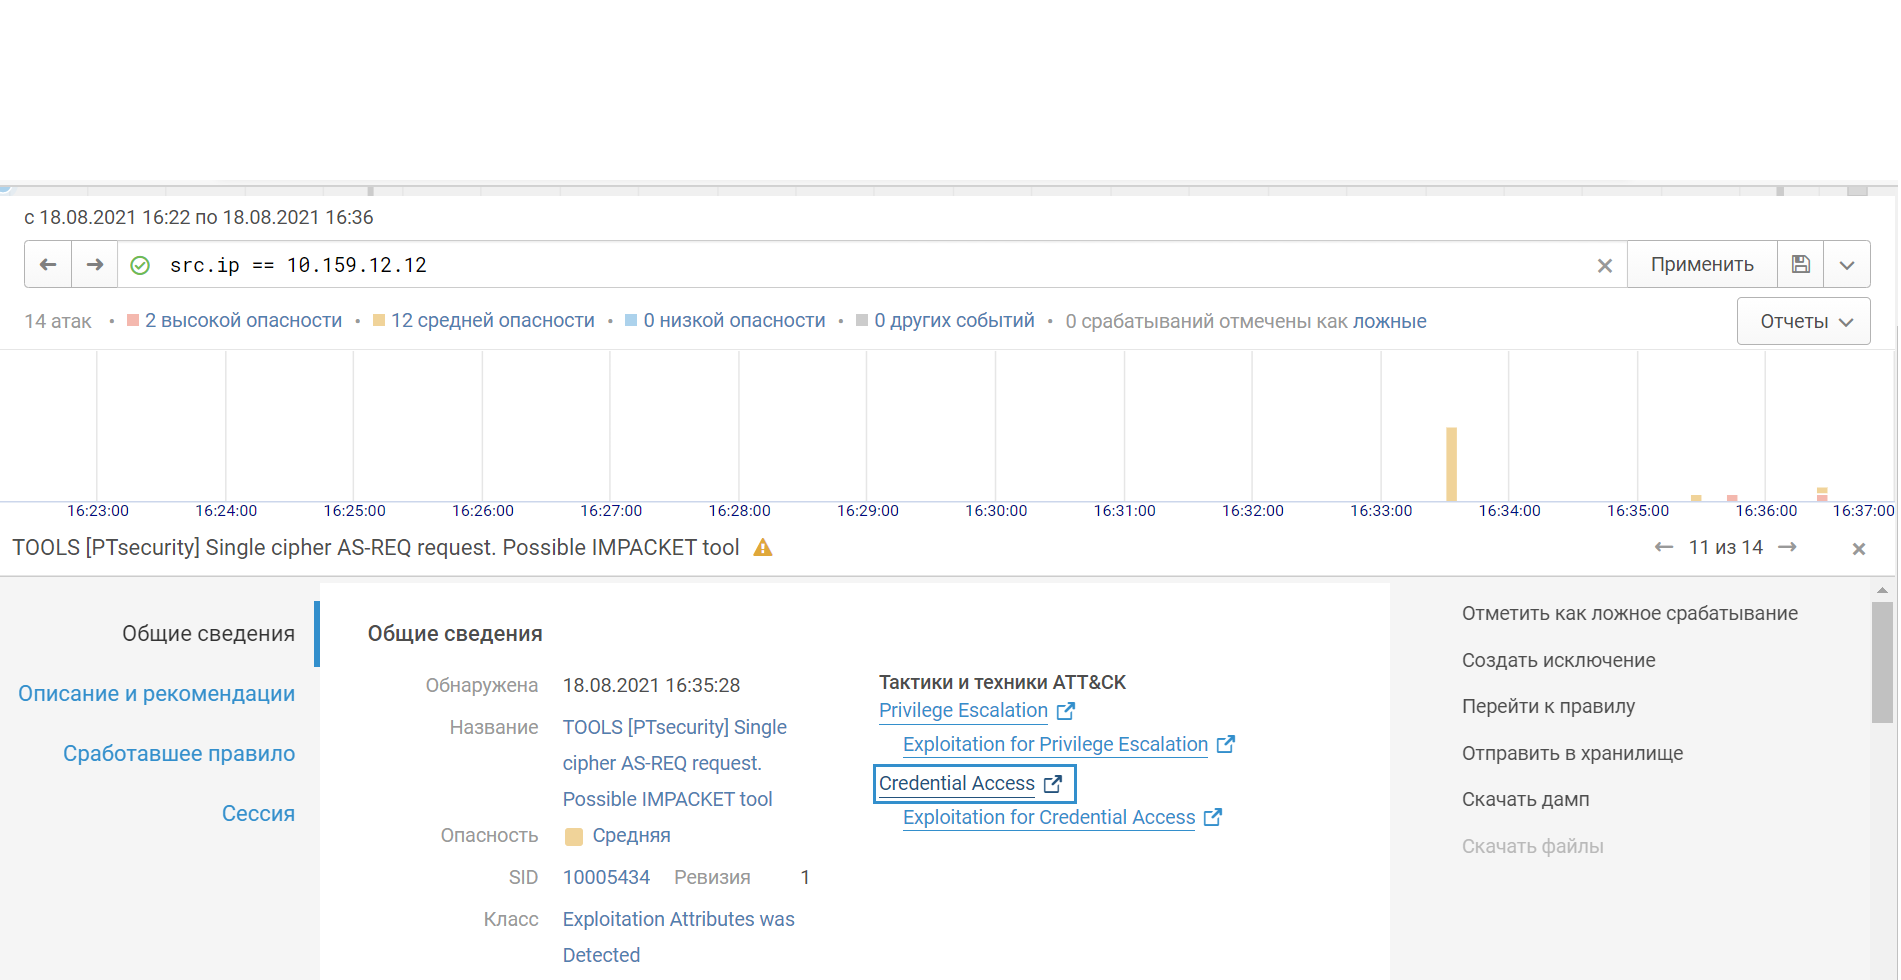 с 18.08.2021 16:22 по 18.08.2021 16:36
src.ip == 10.159.12.12
Применить
14 атак • 2 высокой опасности • 12 средней опасности • 0 низкой опасности • 0 других событий • 0 срабатываний отмечены как ложные
Отчеты
16:23:00 16:24:00 16:25:00 16:26:00 16:27:00 16:28:00 16:29:00 16:30:00 16:31:00 16:32:00 16:33:00 16:34:00 16:35:00 16:36:00 16:37:00
TOOLS [PTsecurity] Single cipher AS-REQ request. Possible IMPACKET tool
11 из 14
Общие сведения
Описание и рекомендации
Сработавшее правило
Сессия
Общие сведения
Обнаружена 18.08.2021 16:35:28
Название TOOLS [PTsecurity] Single
cipher AS-REQ request.
Possible IMPACKET tool
Опасность Средняя
SID 10005434 Ревизия 1
Класс Exploitation Attributes was
Detected
Тактики и техники ATT&CK
Privilege Escalation
Exploitation for Privilege Escalation
Credential Access
Exploitation for Credential Access
Отметить как ложное срабатывание
Создать исключение
Перейти к правилу
Отправить в хранилище
Скачать дамп
Скачать файлы